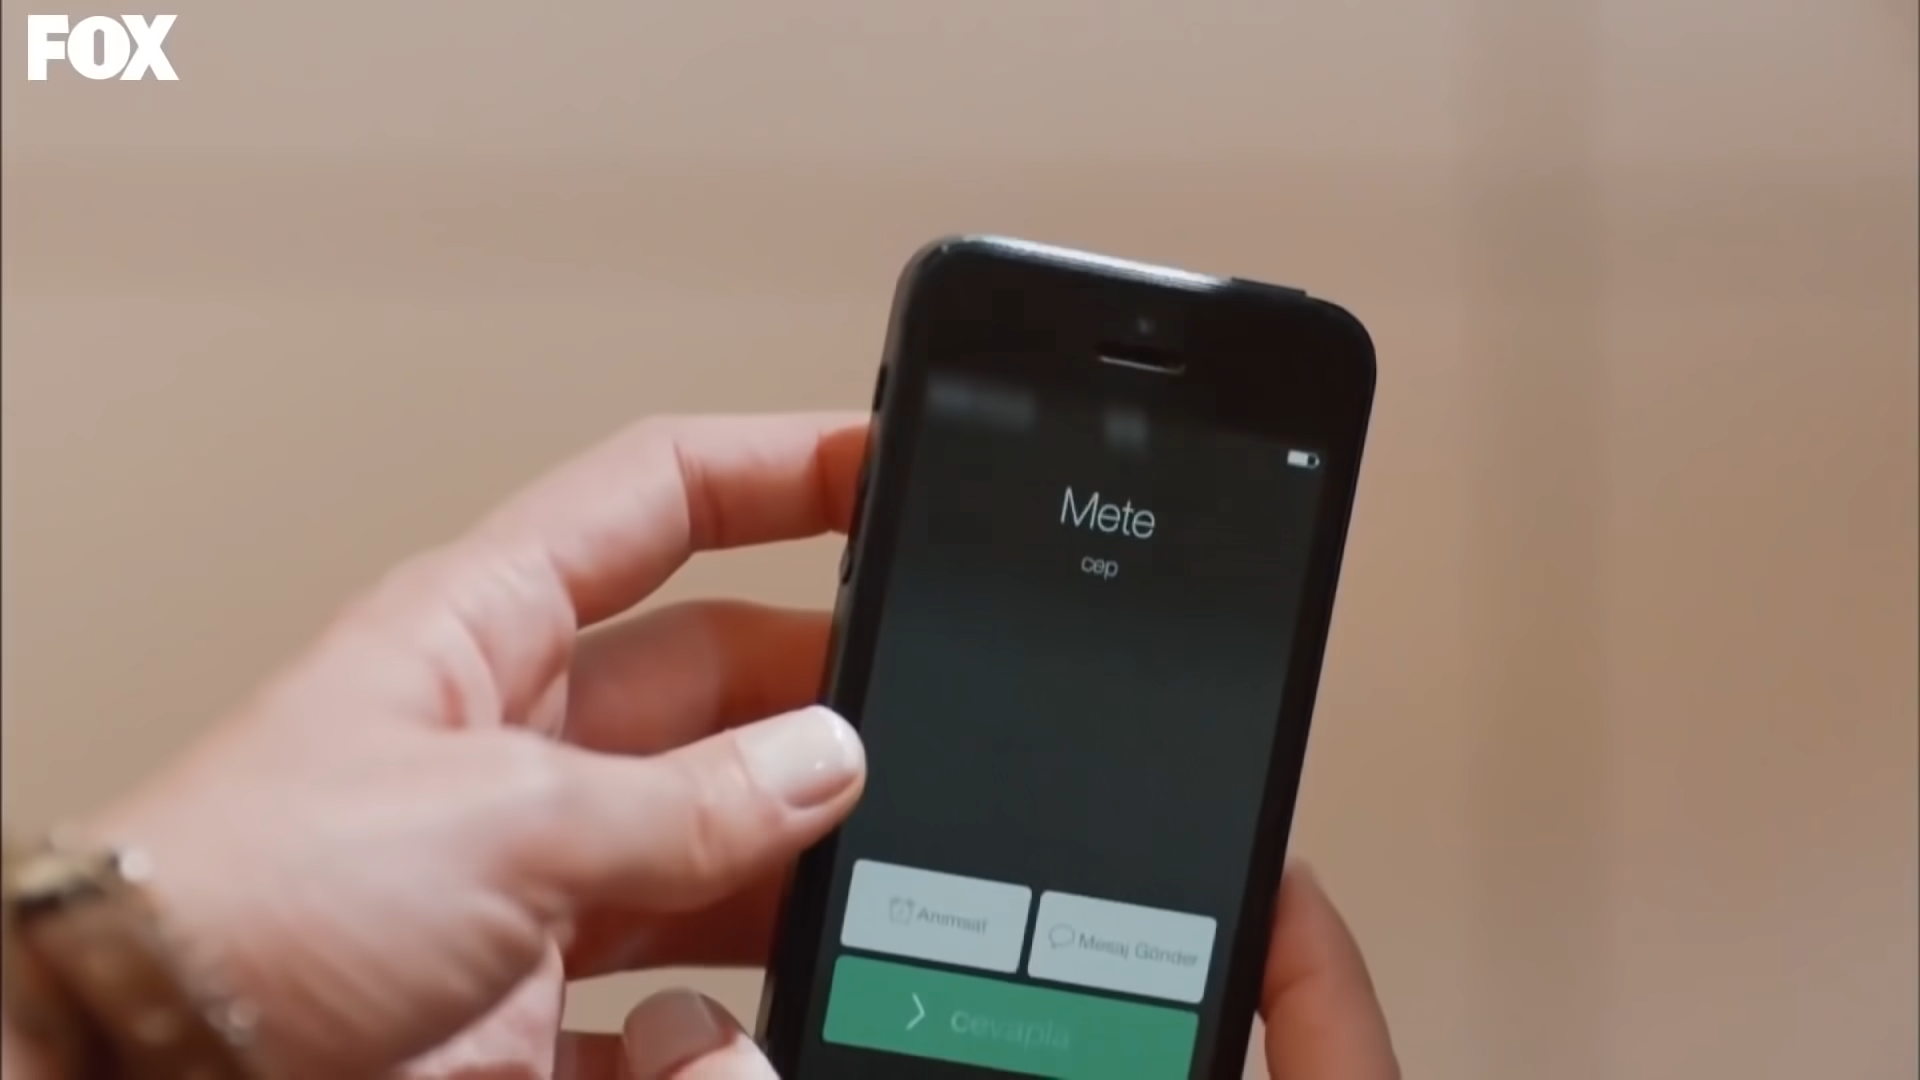 FOX
Mete
cep
Anımsat
Mesaj Gönder
cevapla